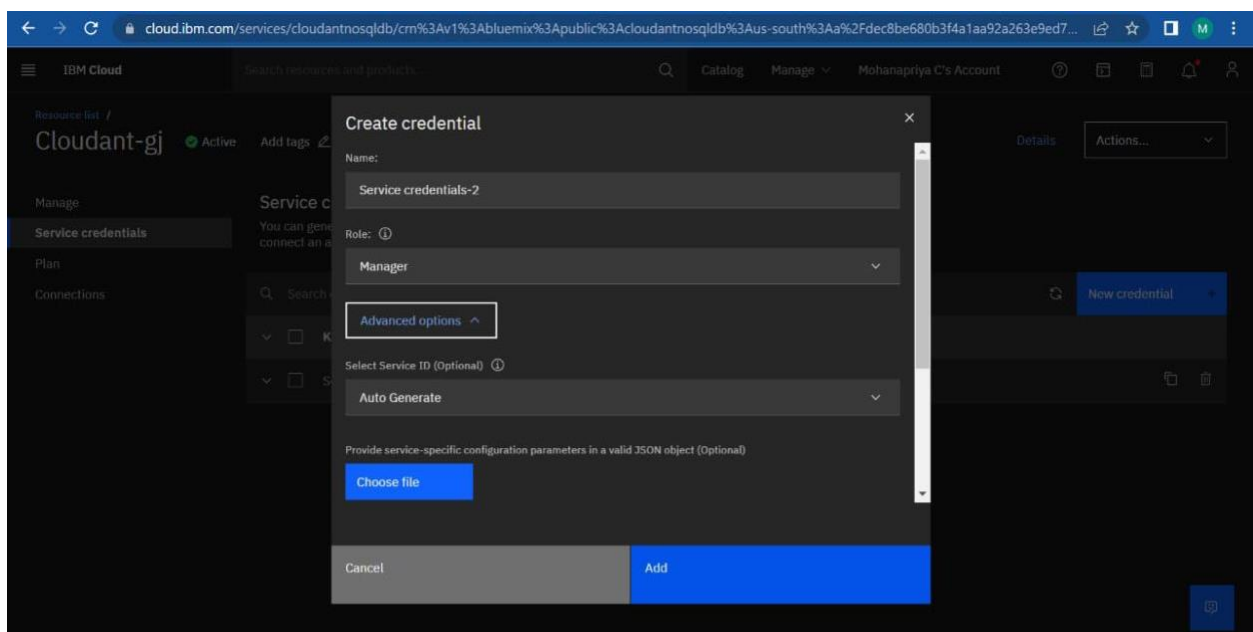 cloud.ibm.com/services/cloudantnosqldb/crn%3Av1%3Abluemix%3Apublic%3Acloudantnosqldb%3Aus-south%3Aa%2Fdec8be680b3f4a1aa92a263e9ed7...
M
IBM Cloud
Search resources and products...
Catalog
Manage
Mohanapriya C's Account
Resource list /
Cloudant-gj
Active
Add tags
Details
Actions...
Manage
Service credentials
Plan
Connections
Service c
You can gene
connect an a
Search
New credential
+
K
S
Create credential
Name:
Service credentials-2
Role:
Manager
Advanced options
Select Service ID (Optional)
Auto Generate
Provide service-specific configuration parameters in a valid JSON object (Optional)
Choose file
Cancel
Add